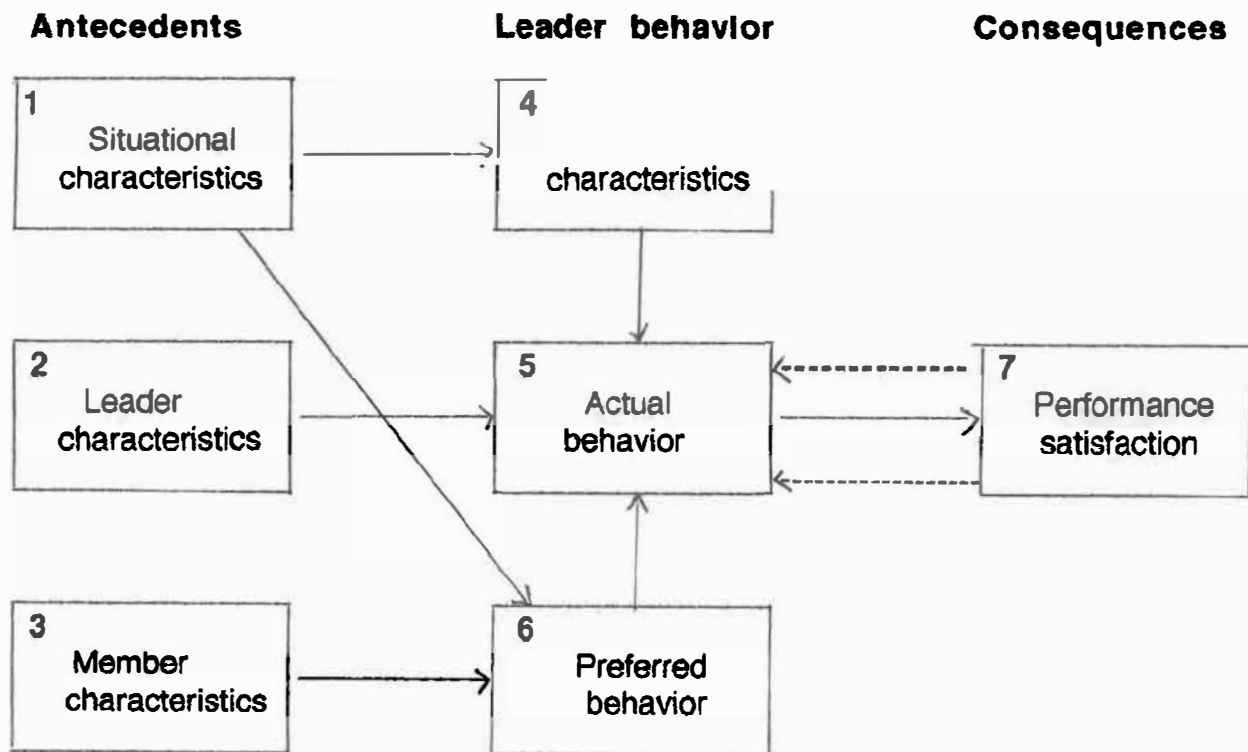 Antecedents
Leader behavior
Consequences
1
Situational
characteristics
4
characteristics
2
Leader
characteristics
5
Actual
behavior
7
Performance
satisfaction
3
Member
characteristics
6
Preferred
behavior